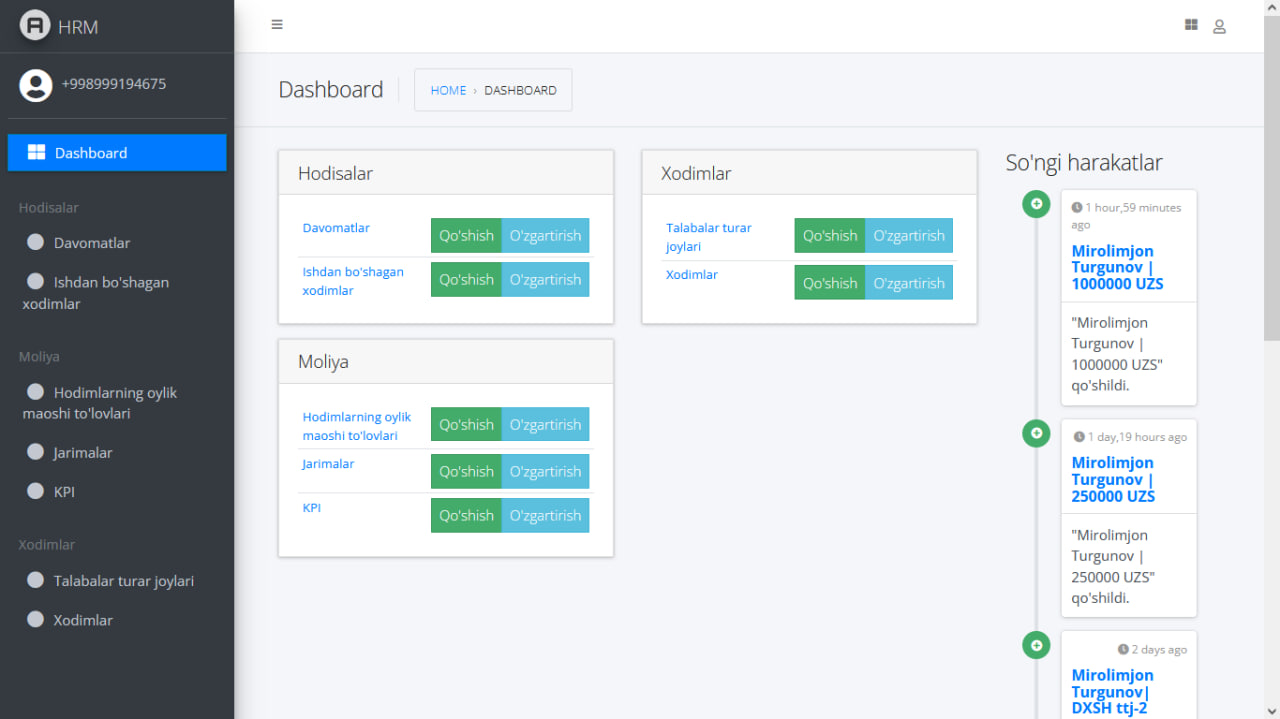 HRM
+998999194675
Dashboard
Hodisalar
Davomatlar
Ishdan bo'shagan
xodimlar
Moliya
Hodimlarning oylik
maoshi to'lovlari
Jarimalar
KPI
Xodimlar
Talabalar turar joylari
Xodimlar
Dashboard
HOME › DASHBOARD
Hodisalar
Davomatlar
Qo'shish O'zgartirish
Ishdan bo'shagan
xodimlar
Qo'shish O'zgartirish
Xodimlar
Talabalar turar
joylari
Qo'shish O'zgartirish
Xodimlar
Qo'shish O'zgartirish
Moliya
Hodimlarning oylik
maoshi to'lovlari
Qo'shish O'zgartirish
Jarimalar
Qo'shish O'zgartirish
KPI
Qo'shish O'zgartirish
So'ngi harakatlar
1 hour,59 minutes
ago
Mirolimjon
Turgunov |
1000000 UZS
"Mirolimjon
Turgunov |
1000000 UZS"
qo'shildi.
1 day,19 hours ago
Mirolimjon
Turgunov |
250000 UZS
"Mirolimjon
Turgunov |
250000 UZS"
qo'shildi.
2 days ago
Mirolimjon
Turgunov|
DXSH ttj-2